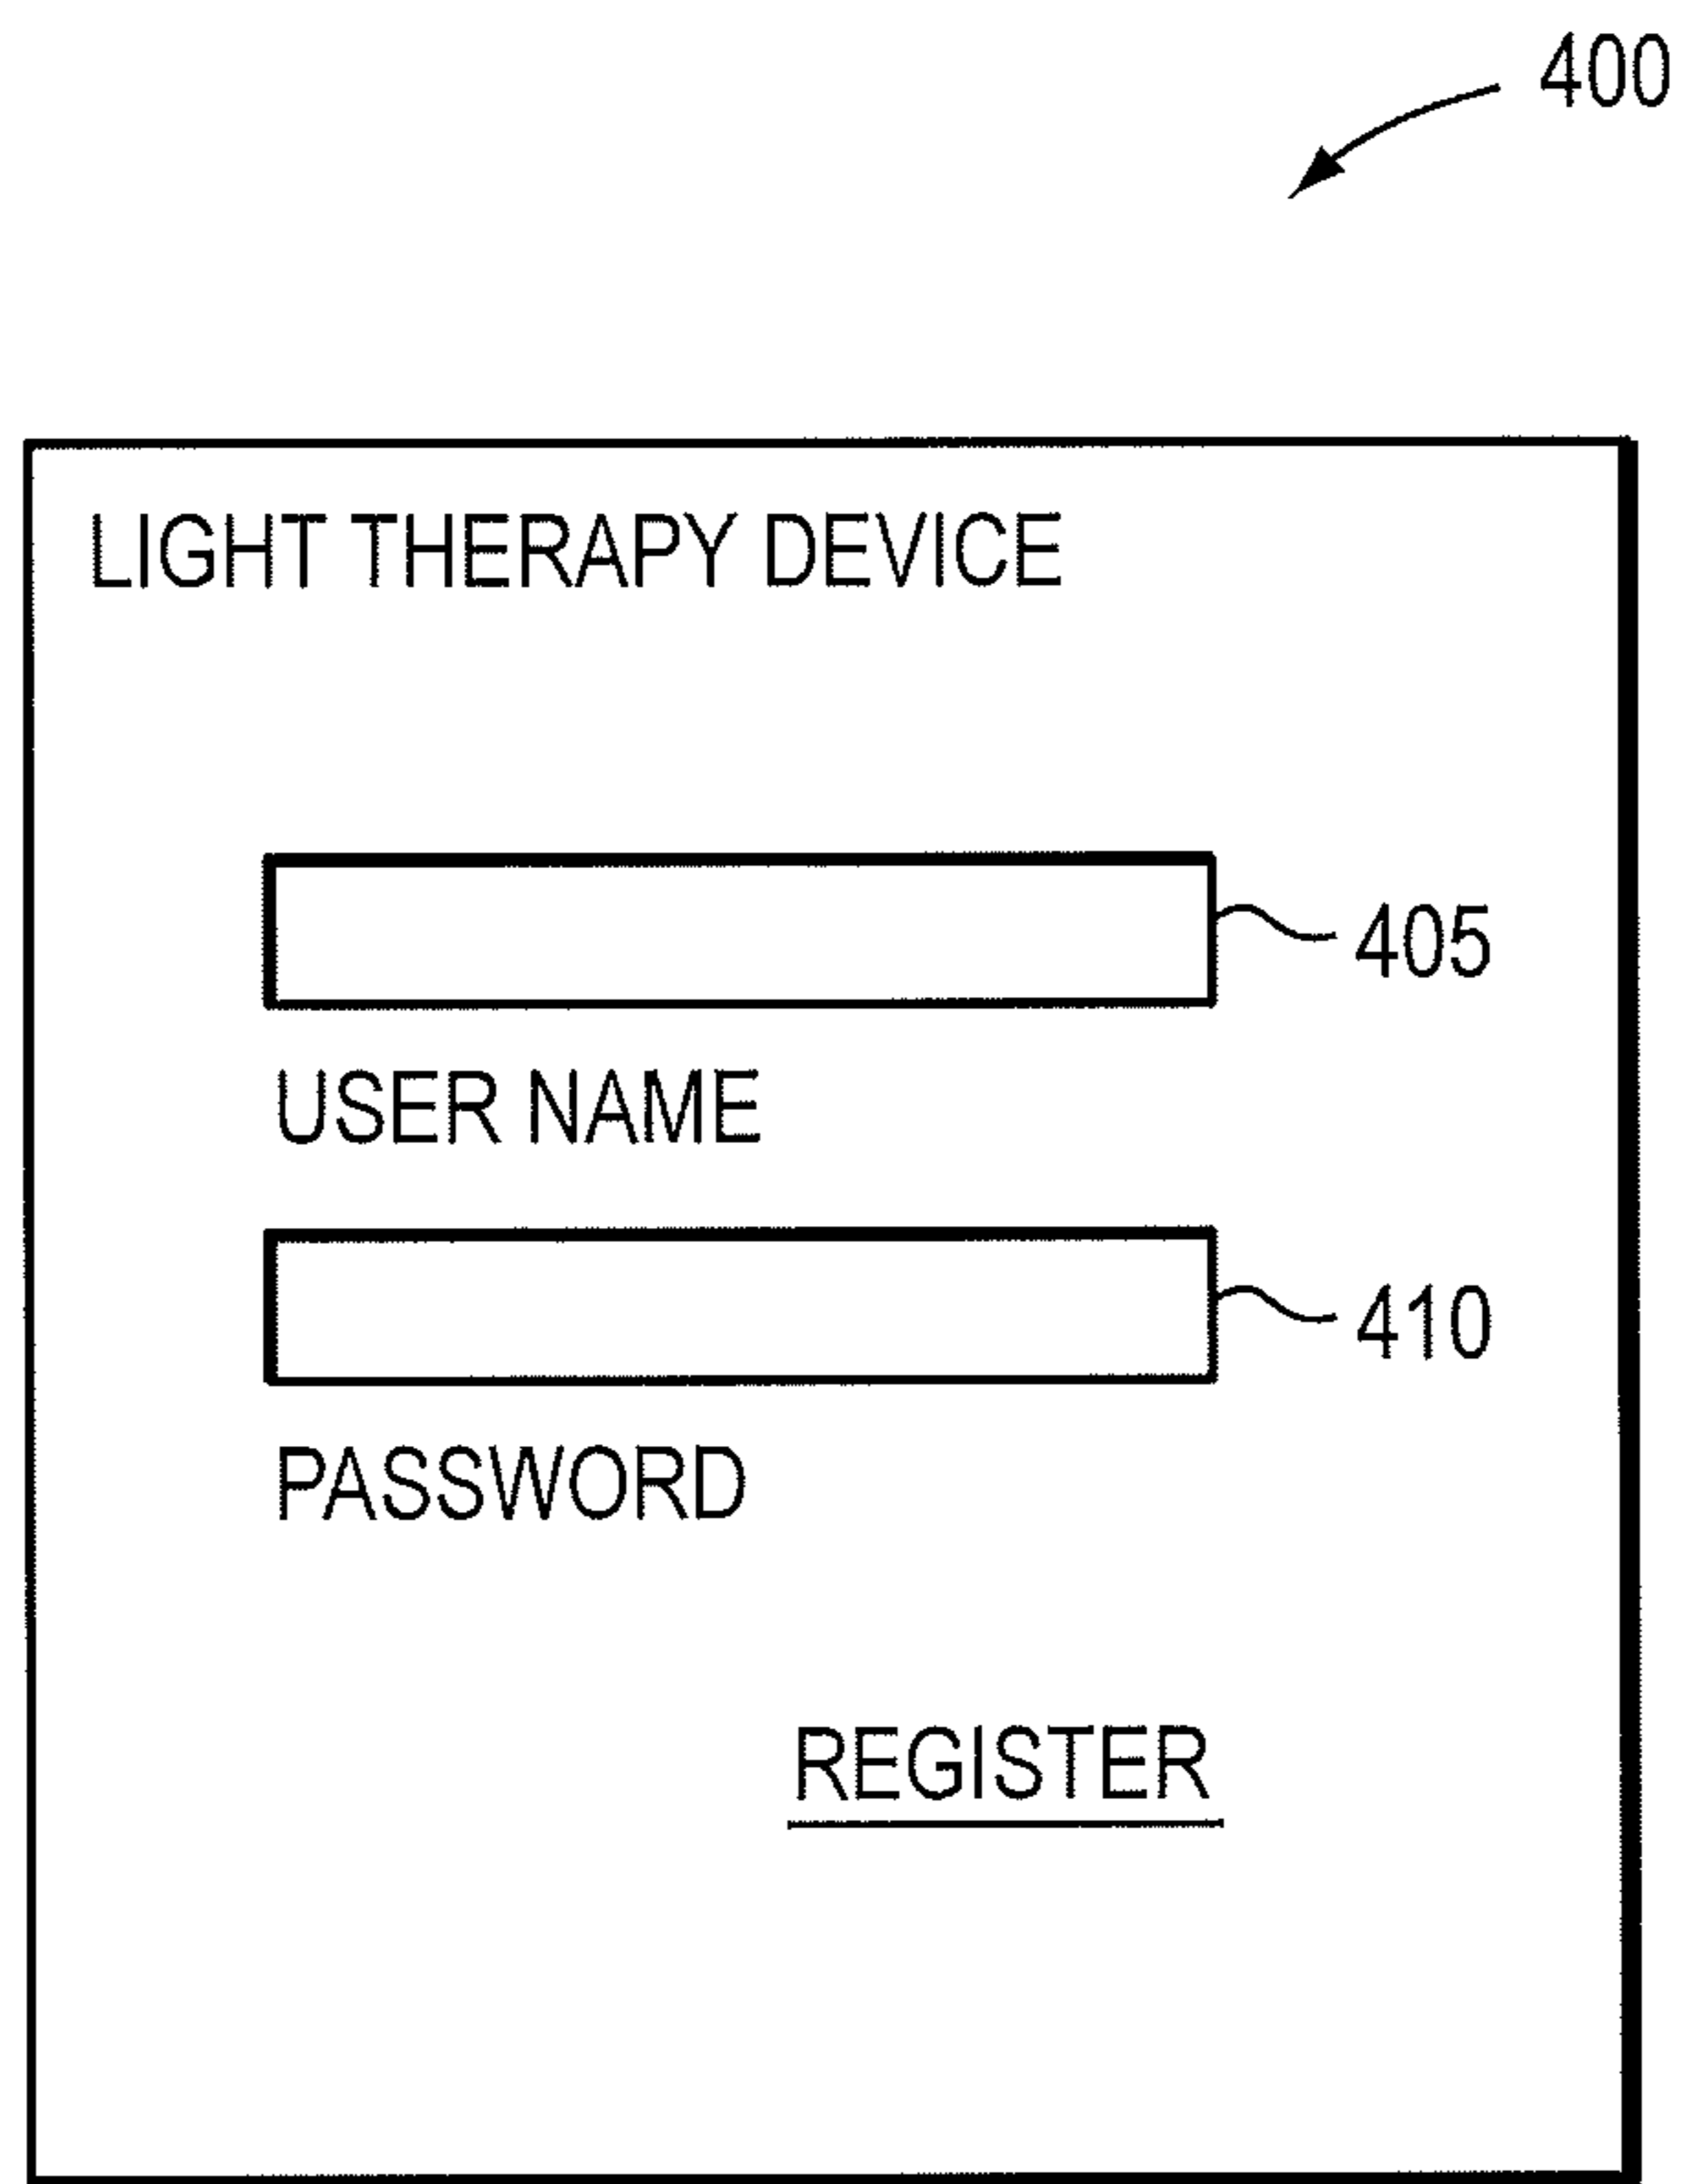 400
LIGHT THERAPY DEVICE
405
USER NAME
410
PASSWORD
REGISTER